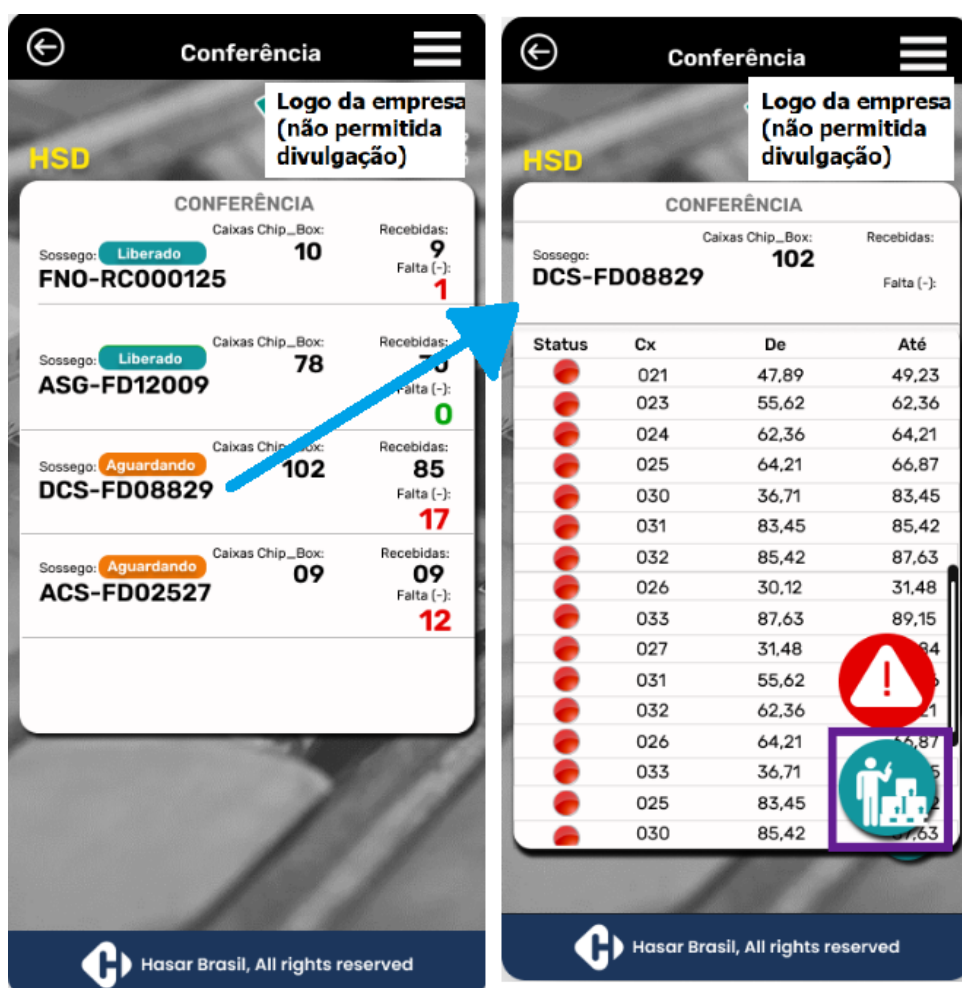 Conferência
Logo da empresa
(não permitida
divulgação)
HSD
CONFERÊNCIA
Caixas Chip_Box:
Recebidas:
Sossego:
Liberado
10
9
Falta (-):
FNO-RC000125
1
Caixas Chip_Box:
Recebidas:
Sossego:
Liberado
78
ASG-FD12009
0
Recebidas:
Sossego:
Aguardando
102
85
DCS-FD08829
Falta (-):
17
Caixas Chip_Box:
Recebidas:
Sossego:
Aguardando
09
09
ACS-FD02527
Falta (-):
12
Hasar Brasil, All rights reserved
Conferência
Logo da empresa
(não permitida
divulgação)
HSD
CONFERÊNCIA
Caixas Chip_Box:
Recebidas:
Sossego:
102
DCS-FD08829
Falta (-):
Status Cx De Até
021 47,89 49,23
023 55,62 62,36
024 62,36 64,21
025 64,21 66,87
030 36,71 83,45
031 83,45 85,42
032 85,42 87,63
026 30,12 31,48
033 87,63 89,15
027 31,48
031 55,62
032 62,36
026 64,21
033 36,71
025 83,45
030 85,42
Hasar Brasil, All rights reserved